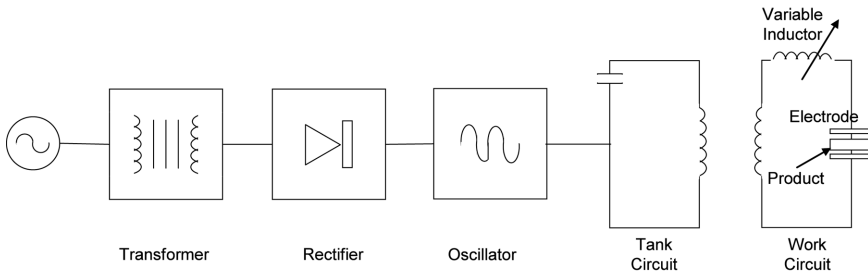 Variable
Inductor
Electrode
Product
Transformer
Rectifier
Oscillator
Tank
Circuit
Work
Circuit